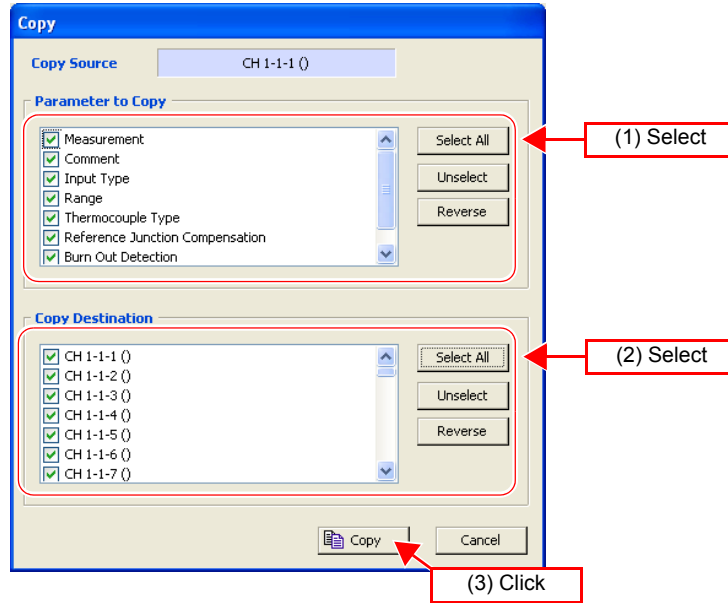 Copy
Copy Source CH 1-1-1 ()
Parameter to Copy
Measurement
Comment
Input Type
Range
Thermocouple Type
Reference Junction Compensation
Burn Out Detection
Select All
Unselect
Reverse
(1) Select
Copy Destination
CH 1-1-1 ()
CH 1-1-2 ()
CH 1-1-3 ()
CH 1-1-4 ()
CH 1-1-5 ()
CH 1-1-6 ()
CH 1-1-7 ()
Select All
Unselect
Reverse
(2) Select
Copy Cancel
(3) Click